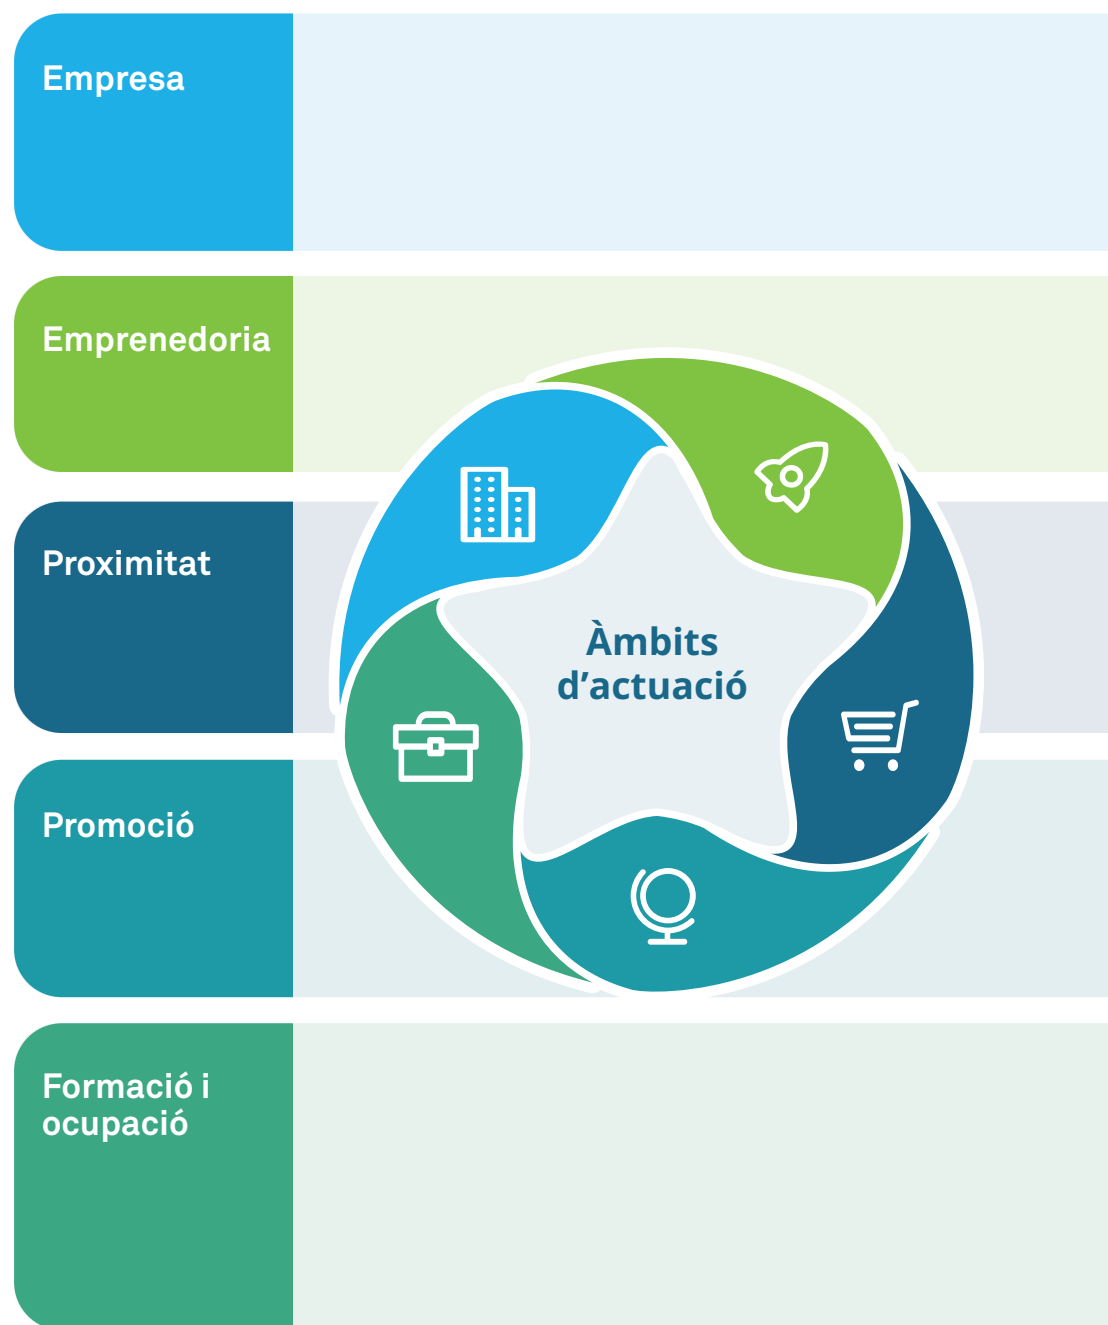 Empresa
Emprenedoria
Proximitat
Àmbits
d’actuació
Promoció
Formació i
ocupació